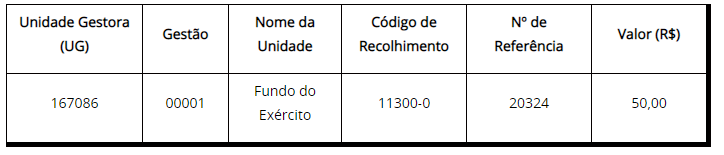 Unidade Gestora
(UG)
Gestão
Nome da
Unidade
Código de
Recolhimento
Nº de
Referência
Valor (R$)
167086
00001
Fundo do
Exército
11300-0
20324
50,00